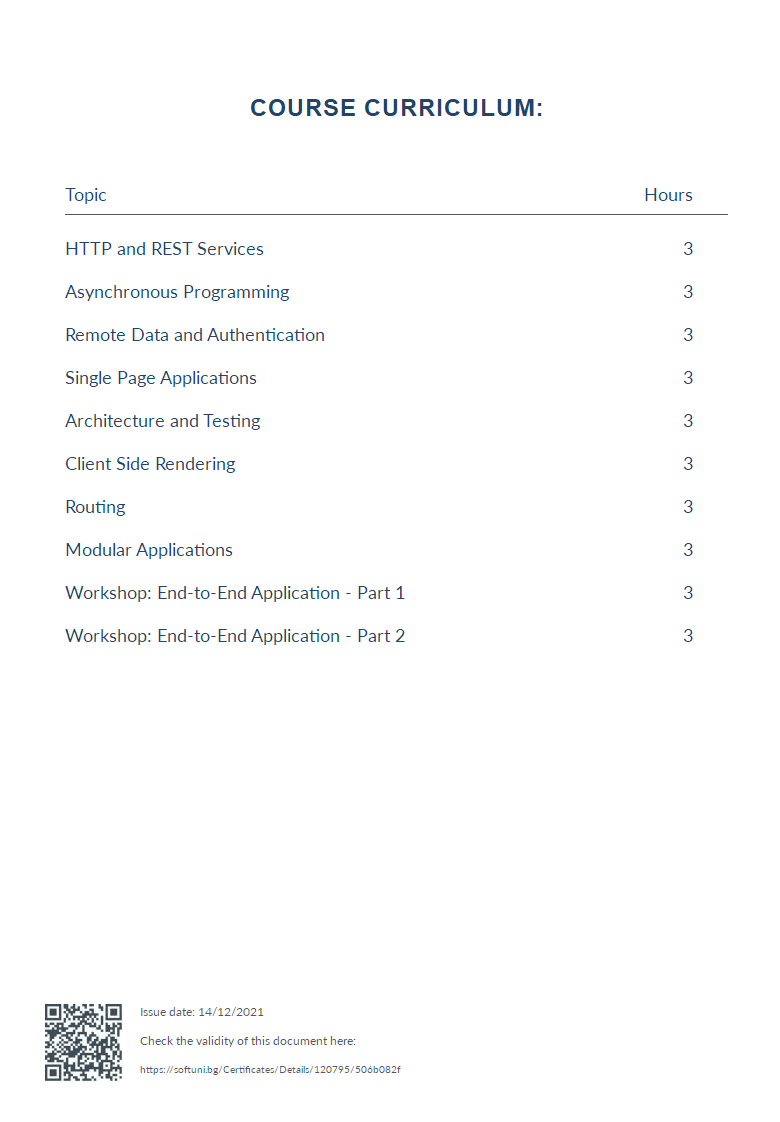 COURSE CURRICULUM:
Topic Hours
HTTP and REST Services 3
Asynchronous Programming 3
Remote Data and Authentication 3
Single Page Applications 3
Architecture and Testing 3
Client Side Rendering 3
Routing 3
Modular Applications 3
Workshop: End-to-End Application - Part 1 3
Workshop: End-to-End Application - Part 2 3
Issue date: 14/12/2021
Check the validity of this document here:
https://softuni.bg/Certificates/Details/120795/506b082f